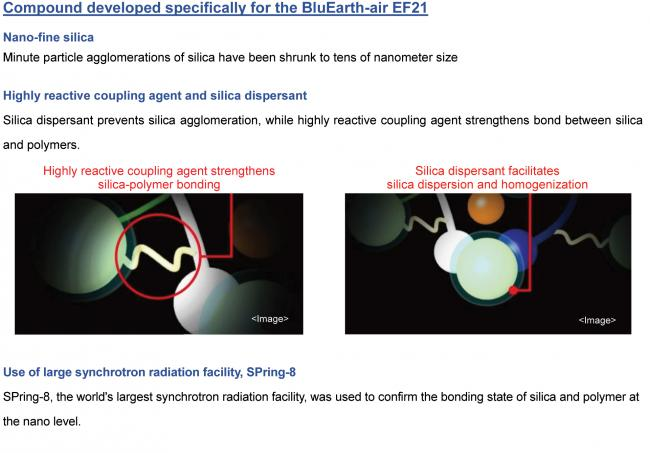 Compound developed specifically for the BluEarth-air EF21
Nano-fine silica
Minute particle agglomerations of silica have been shrunk to tens of nanometer size
Highly reactive coupling agent and silica dispersant
Silica dispersant prevents silica agglomeration, while highly reactive coupling agent strengthens bond between silica
and polymers.
Highly reactive coupling agent strengthens
silica-polymer bonding
Silica dispersant facilitates
silica dispersion and homogenization
<Image>
<Image>
Use of large synchrotron radiation facility, SPring-8
SPring-8, the world's largest synchrotron radiation facility, was used to confirm the bonding state of silica and polymer at
the nano level.